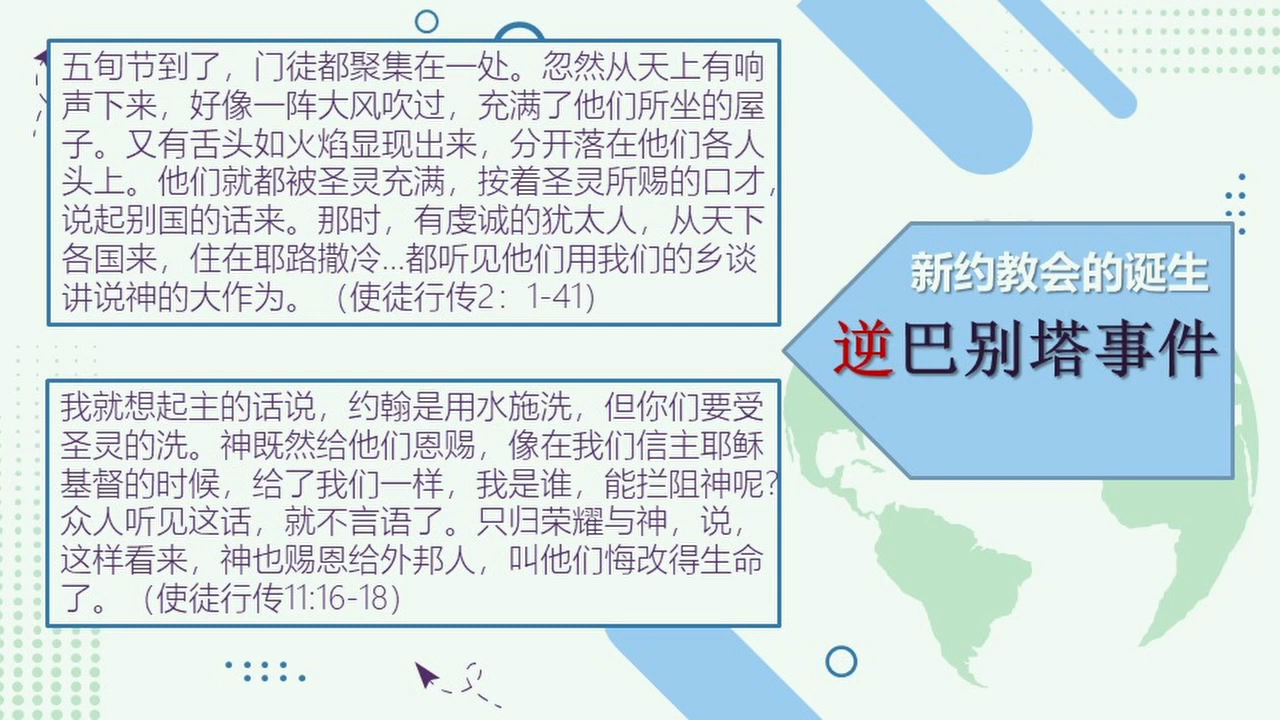 五旬节到了，门徒都聚集在一处。忽然从天上有响
声下来，好像一阵大风吹过，充满了他们所坐的屋
子。又有舌头如火焰显现出来，分开落在他们各人
头上。他们就都被圣灵充满，按着圣灵所赐的口才，
说起别国的话来。那时，有虔诚的犹太人，从天下
各国来，住在耶路撒冷...都听见他们用我们的乡谈
讲说神的大作为。（使徒行传2：1-41）
我就想起主的话说，约翰是用水施洗，但你们要受
圣灵的洗。神既然给他们恩赐，像在我们信主耶稣
基督的时候，给了我们一样，我是谁，能拦阻神呢？
众人听见这话，就不言语了。只归荣耀与神，说，
这样看来，神也赐恩给外邦人，叫他们悔改得生命
了。（使徒行传11:16-18）
新约教会的诞生
逆巴别塔事件